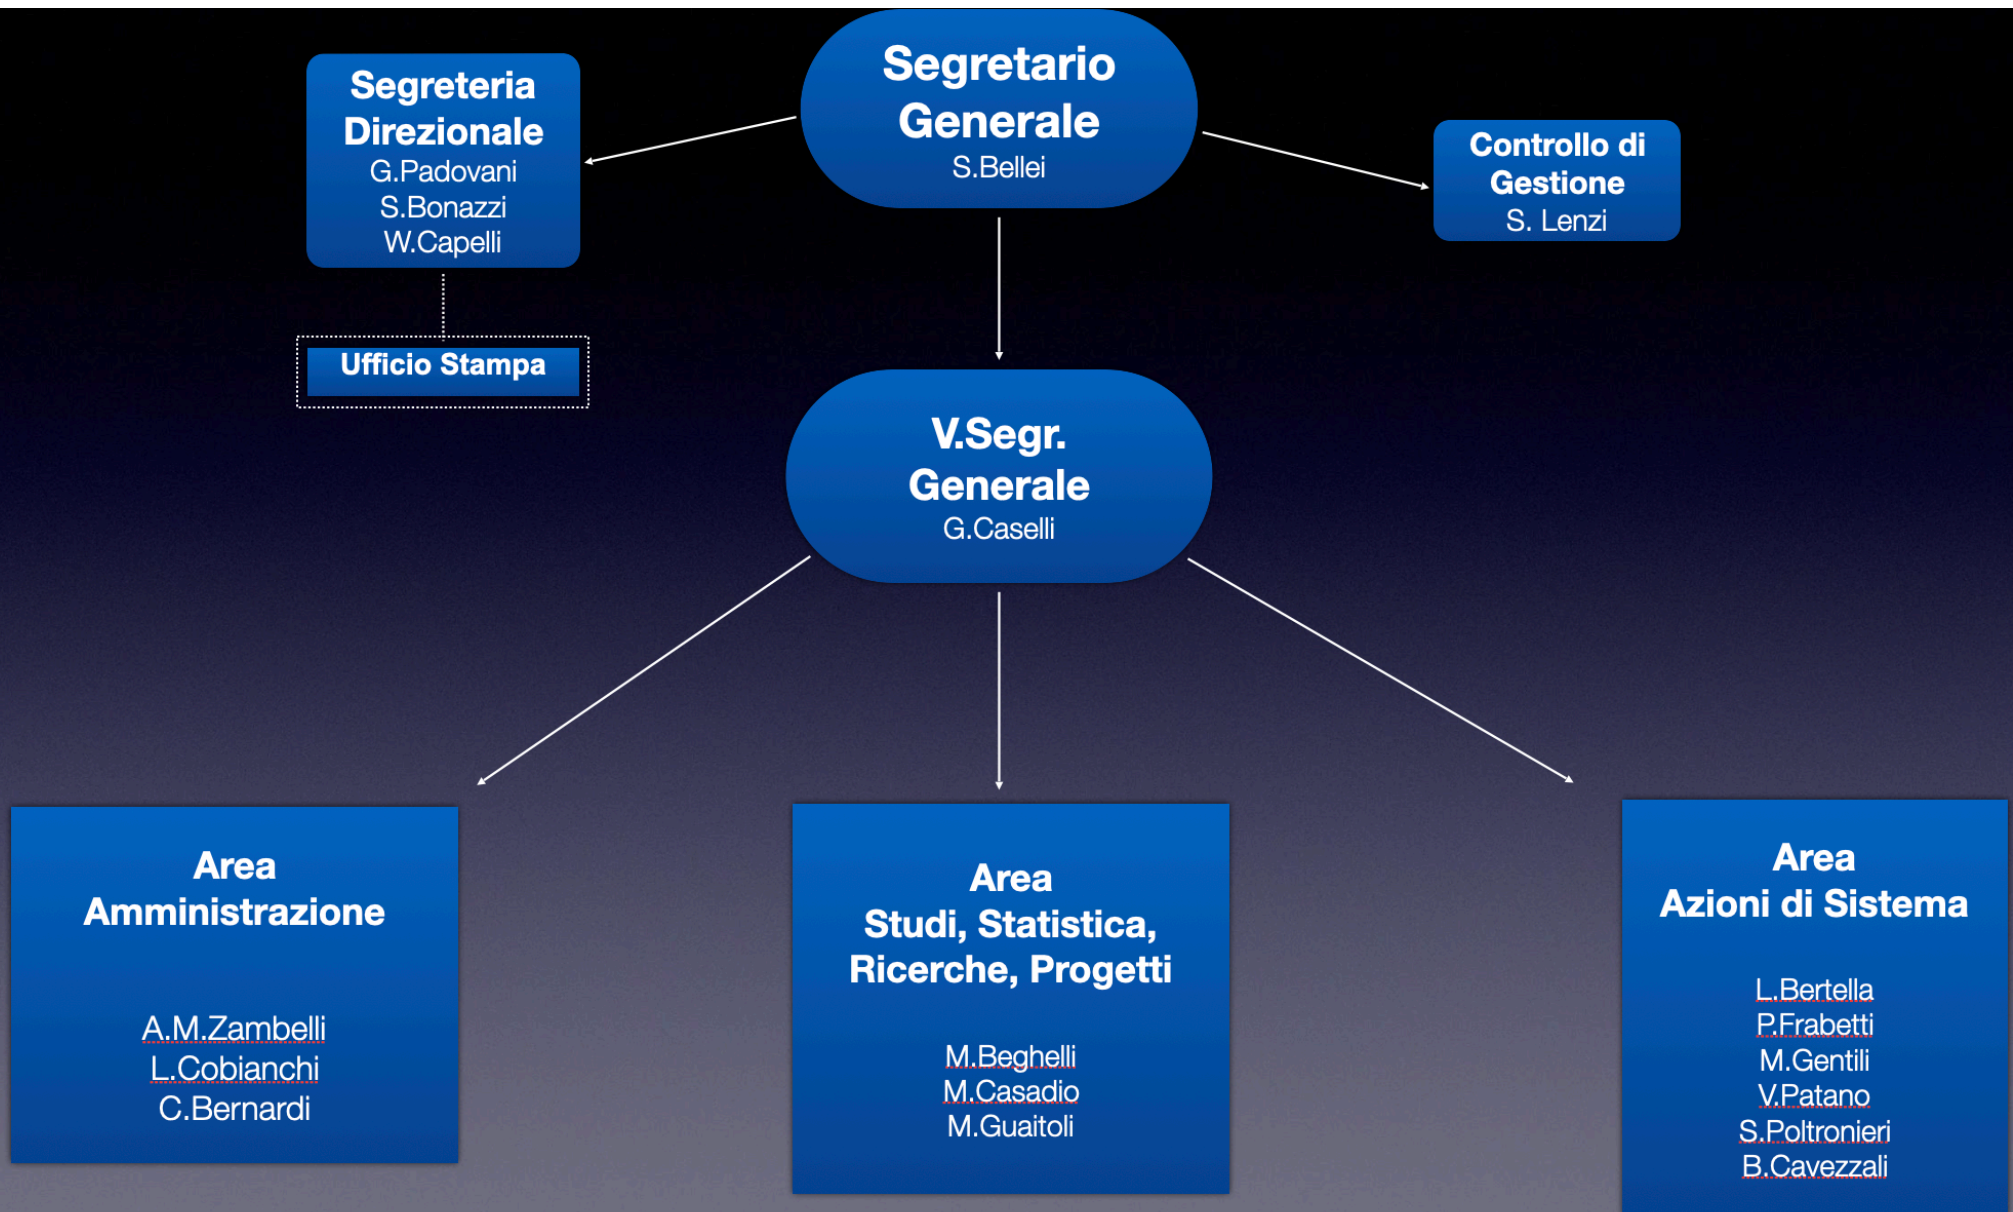 Segretario
Generale
S.Bellei
Segreteria
Direzionale
G.Padovani
S.Bonazzi
W.Capelli
Controllo di
Gestione
S. Lenzi
Ufficio Stampa
V.Segr.
Generale
G.Caselli
Area
Amministrazione
A.M.Zambelli
L.Cobianchi
C.Bernardi
Area
Studi, Statistica,
Ricerche, Progetti
M.Beghelli
M.Casadio
M.Guaitoli
Area
Azioni di Sistema
L.Bertella
P.Frabetti
M.Gentili
V.Patano
S.Poltronieri
B.Cavezzali